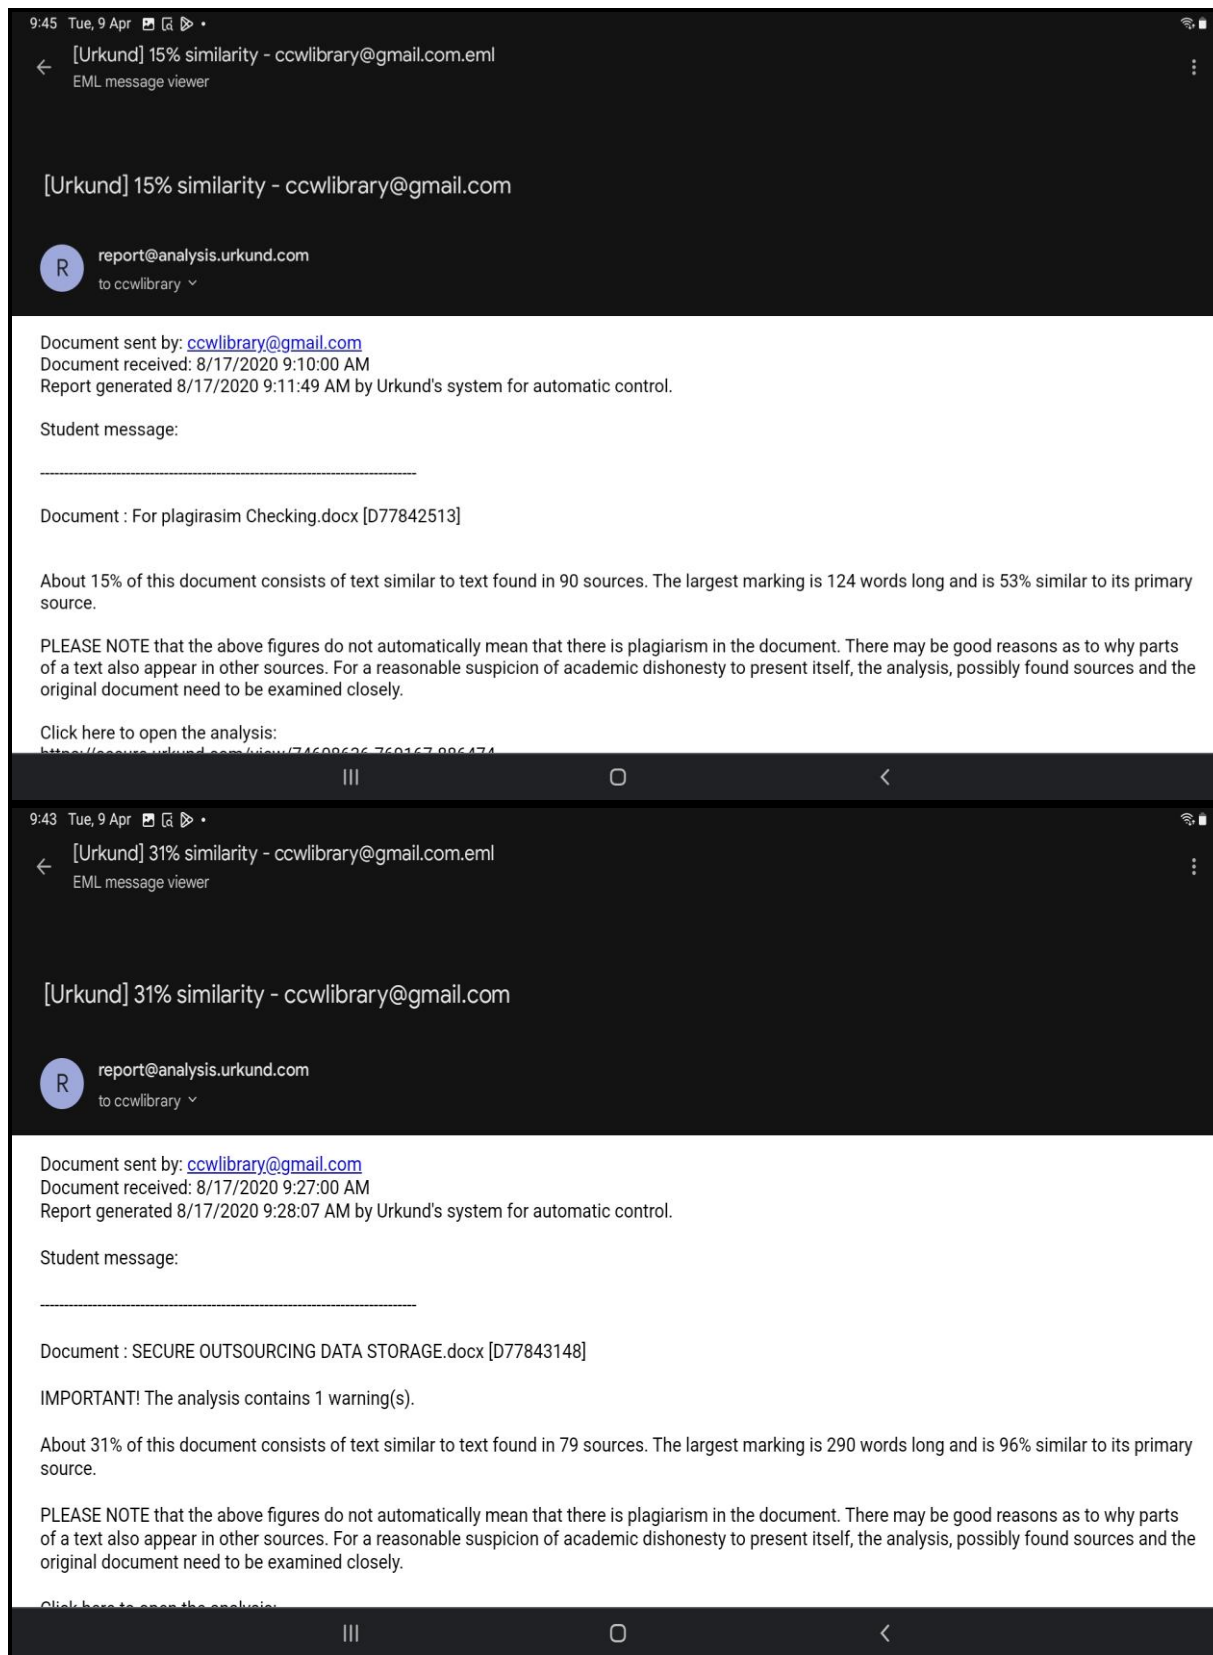 9:45 Tue, 9 Apr
[Urkund] 15% similarity - ccwlibrary@gmail.com.eml
EML message viewer
[Urkund] 15% similarity - ccwlibrary@gmail.com
R
report@analysis.urkund.com
to ccwlibrary
Document sent by: ccwlibrary@gmail.com
Document received: 8/17/2020 9:10:00 AM
Report generated 8/17/2020 9:11:49 AM by Urkund's system for automatic control.
Student message:
--------------------------------------------------------------------------------
Document : For plagirasim Checking.docx [D77842513]
About 15% of this document consists of text similar to text found in 90 sources. The largest marking is 124 words long and is 53% similar to its primary
source.
PLEASE NOTE that the above figures do not automatically mean that there is plagiarism in the document. There may be good reasons as to why parts
of a text also appear in other sources. For a reasonable suspicion of academic dishonesty to present itself, the analysis, possibly found sources and the
original document need to be examined closely.
Click here to open the analysis:
9:43 Tue, 9 Apr
[Urkund] 31% similarity - ccwlibrary@gmail.com.eml
EML message viewer
[Urkund] 31% similarity - ccwlibrary@gmail.com
R
report@analysis.urkund.com
to ccwlibrary
Document sent by: ccwlibrary@gmail.com
Document received: 8/17/2020 9:27:00 AM
Report generated 8/17/2020 9:28:07 AM by Urkund's system for automatic control.
Student message:
--------------------------------------------------------------------------------
Document : SECURE OUTSOURCING DATA STORAGE.docx [D77843148]
IMPORTANT! The analysis contains 1 warning(s).
About 31% of this document consists of text similar to text found in 79 sources. The largest marking is 290 words long and is 96% similar to its primary
source.
PLEASE NOTE that the above figures do not automatically mean that there is plagiarism in the document. There may be good reasons as to why parts
of a text also appear in other sources. For a reasonable suspicion of academic dishonesty to present itself, the analysis, possibly found sources and the
original document need to be examined closely.
Click here to open the analysis: